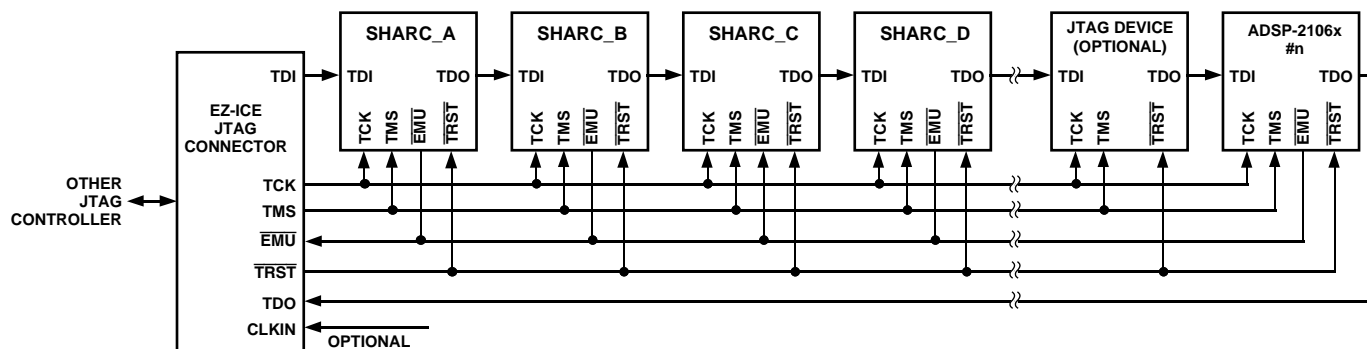 SHARC_A
SHARC_B
SHARC_C
SHARC_D
JTAG DEVICE
(OPTIONAL)
ADSP-2106x
#n
TDI
TDI
TDO
TDI
TDO
TDI
TDO
TDI
TDO
TDI
TDO
TDI
TDO
EZ-ICE
JTAG
CONNECTOR
TCK
TMS
EMU
TRST
TCK
TMS
EMU
TRST
TCK
TMS
EMU
TRST
TCK
TMS
EMU
TRST
TCK
TMS
TRST
TCK
TMS
EMU
TRST
OTHER
JTAG
CONTROLLER
TCK
TMS
EMU
TRST
TDO
CLKIN
OPTIONAL